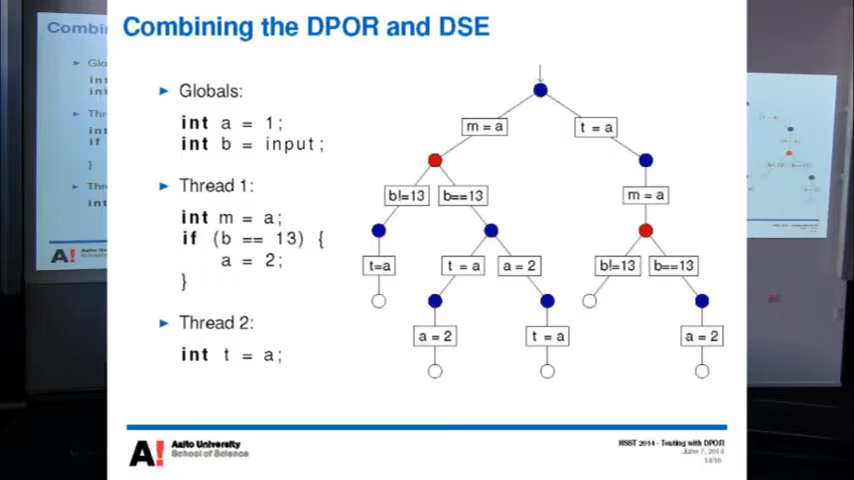 Combining the DPOR and DSE
Globals:
int a = 1;
int b = input;
Thread 1:
int m = a;
if (b == 13) {
a = 2;
}
Thread 2:
int t = a;
m = a
t = a
b!=13
b==13
m = a
t=a
t = a
a = 2
b!=13
b==13
a = 2
t = a
a = 2
A!
Aalto University
School of Science
HSST 2014 - Testing with DPOR
June 7, 2014
14/16